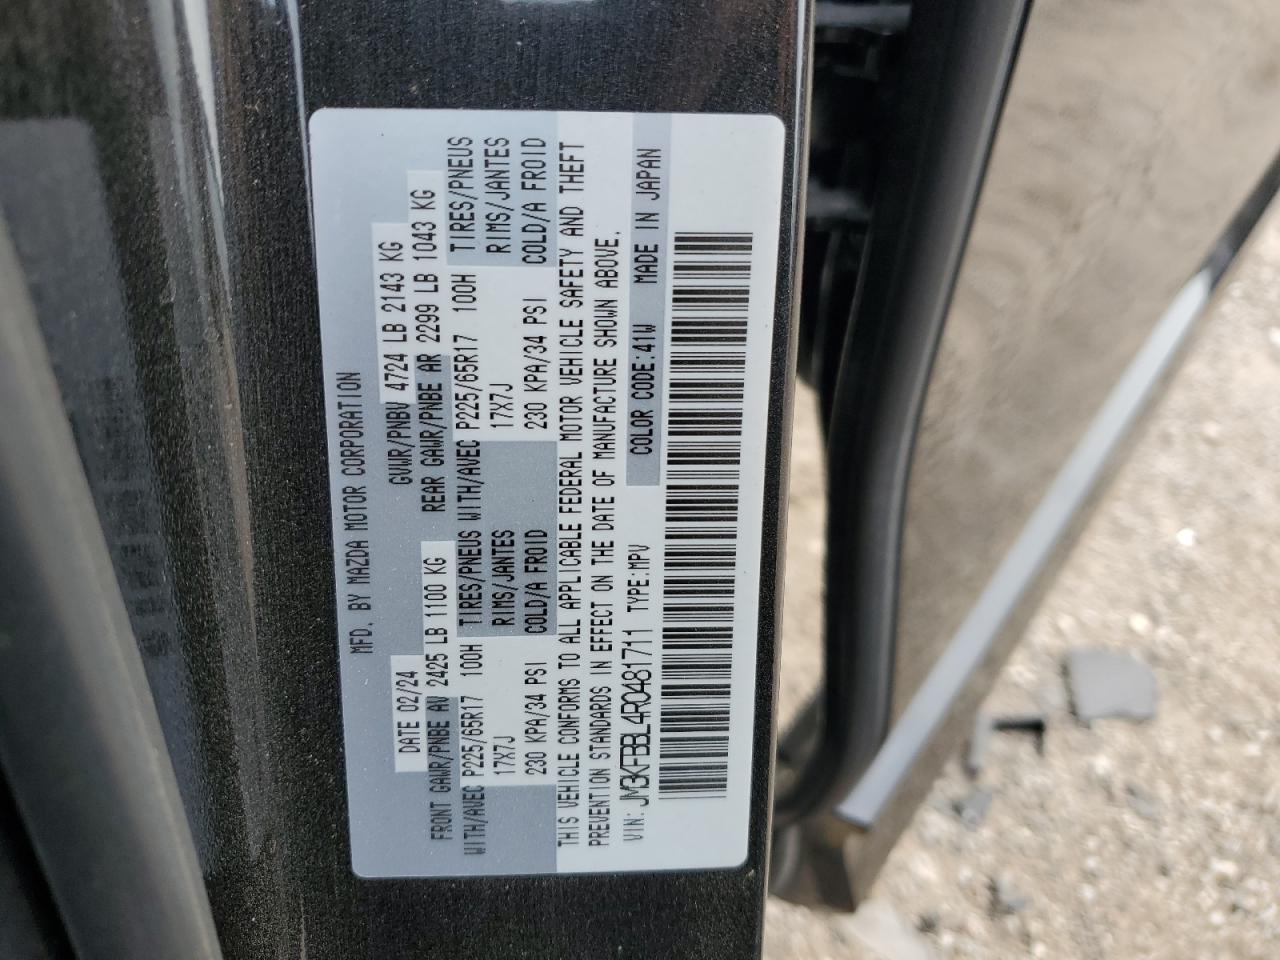 MFD. BY MAZDA MOTOR CORPORATION
DATE 02/24 GVWR/PNBV 4724 LB 2143 KG
FRONT GAWR/PNBE AV 2425 LB 1100 KG REAR GAWR/PNBE AR 2299 LB 1043 KG
WITH/AVEC P225/65R17 100H TIRES/PNEUS WITH/AVEC P225/65R17 100H TIRES/PNEUS
17X7J RIMS/JANTES 17X7J RIMS/JANTES
230 KPA/34 PSI COLD/A FROID 230 KPA/34 PSI COLD/A FROID
THIS VEHICLE CONFORMS TO ALL APPLICABLE FEDERAL MOTOR VEHICLE SAFETY AND THEFT
PREVENTION STANDARDS IN EFFECT ON THE DATE OF MANUFACTURE SHOWN ABOVE.
VIN: JM3KFBBL4R0481711 TYPE:MPV COLOR CODE:41W MADE IN JAPAN